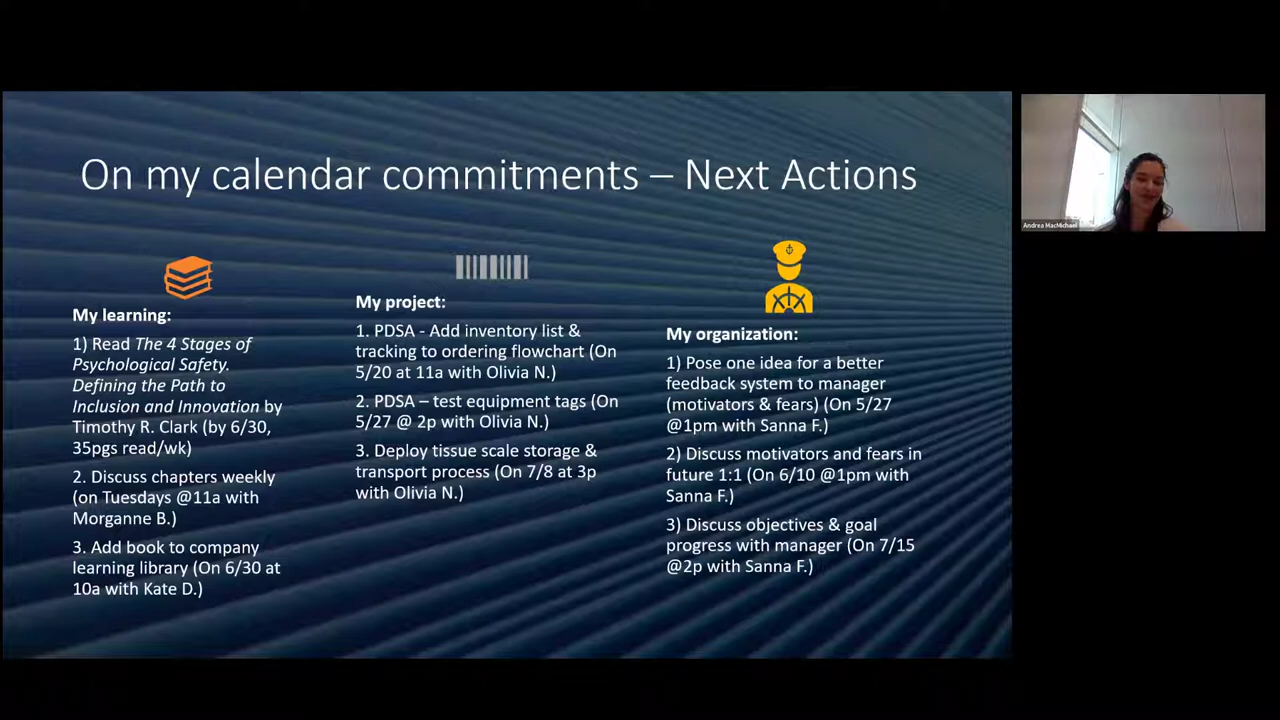 On my calendar commitments – Next Actions
My learning:
1) Read The 4 Stages of
Psychological Safety.
Defining the Path to
Inclusion and Innovation by
Timothy R. Clark (by 6/30,
35pgs read/wk)
2. Discuss chapters weekly
(on Tuesdays @11a with
Morganne B.)
3. Add book to company
learning library (On 6/30 at
10a with Kate D.)
My project:
1. PDSA - Add inventory list &
tracking to ordering flowchart (On
5/20 at 11a with Olivia N.)
2. PDSA – test equipment tags (On
5/27 @ 2p with Olivia N.)
3. Deploy tissue scale storage &
transport process (On 7/8 at 3p
with Olivia N.)
My organization:
1) Pose one idea for a better
feedback system to manager
(motivators & fears) (On 5/27
@1pm with Sanna F.)
2) Discuss motivators and fears in
future 1:1 (On 6/10 @1pm with
Sanna F.)
3) Discuss objectives & goal
progress with manager (On 7/15
@2p with Sanna F.)
Andrea MacMichael